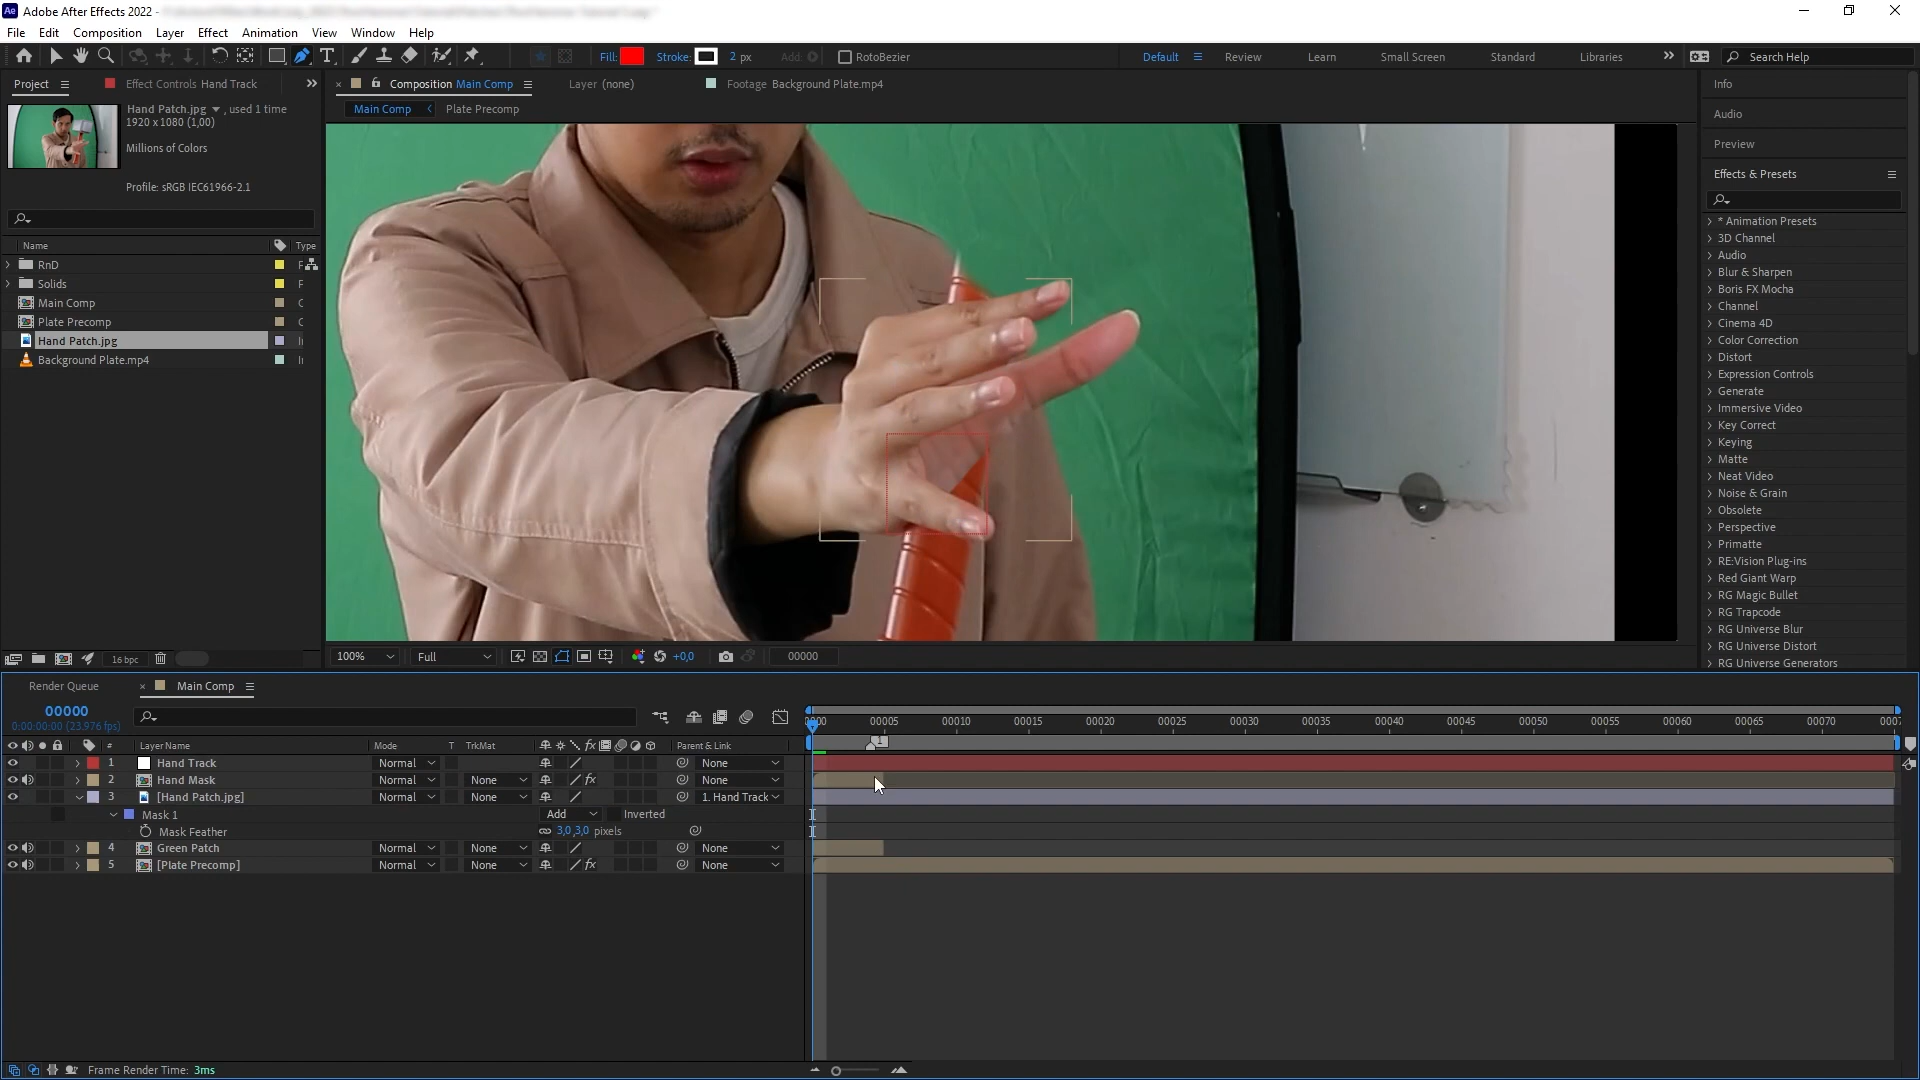 Adobe After Effects 2022 -
File Edit Composition Layer Effect Animation View Window Help
Fill: Stroke: 2 px Add: RotoBezier Default Review Learn Small Screen Standard Libraries Search Help
Project Effect Controls Hand Track Composition Main Comp Layer (none) Footage Background Plate.mp4
Main Comp Plate Precomp
Hand Patch.jpg , used 1 time
1920 x 1080 (1,00)
Millions of Colors
Profile: sRGB IEC61966-2.1
Name Type
RnD F
Solids F
Main Comp C
Plate Precomp C
Hand Patch.jpg I
Background Plate.mp4 I
16 bpc
100% Full +0,0 00000
Info
Audio
Preview
Effects & Presets
* Animation Presets
3D Channel
Audio
Blur & Sharpen
Boris FX Mocha
Channel
Cinema 4D
Color Correction
Distort
Expression Controls
Generate
Immersive Video
Key Correct
Keying
Matte
Neat Video
Noise & Grain
Obsolete
Perspective
Primatte
RE:Vision Plug-ins
Red Giant Warp
RG Magic Bullet
RG Trapcode
RG Universe Blur
RG Universe Distort
RG Universe Generators
Render Queue Main Comp
00000
0:00:00:00 (23.976 fps)
00005 00010 00015 00020 00025 00030 00035 00040 00045 00050 00055 00060 00065 00070
# Layer Name Mode T TrkMat Parent & Link 1
1 Hand Track Normal None
2 Hand Mask Normal None None
3 [Hand Patch.jpg] Normal None 1. Hand Track
Mask 1 Add Inverted
Mask Feather 3,0 ,3,0 pixels
4 Green Patch Normal None None
5 [Plate Precomp] Normal None None
Frame Render Time: 3ms